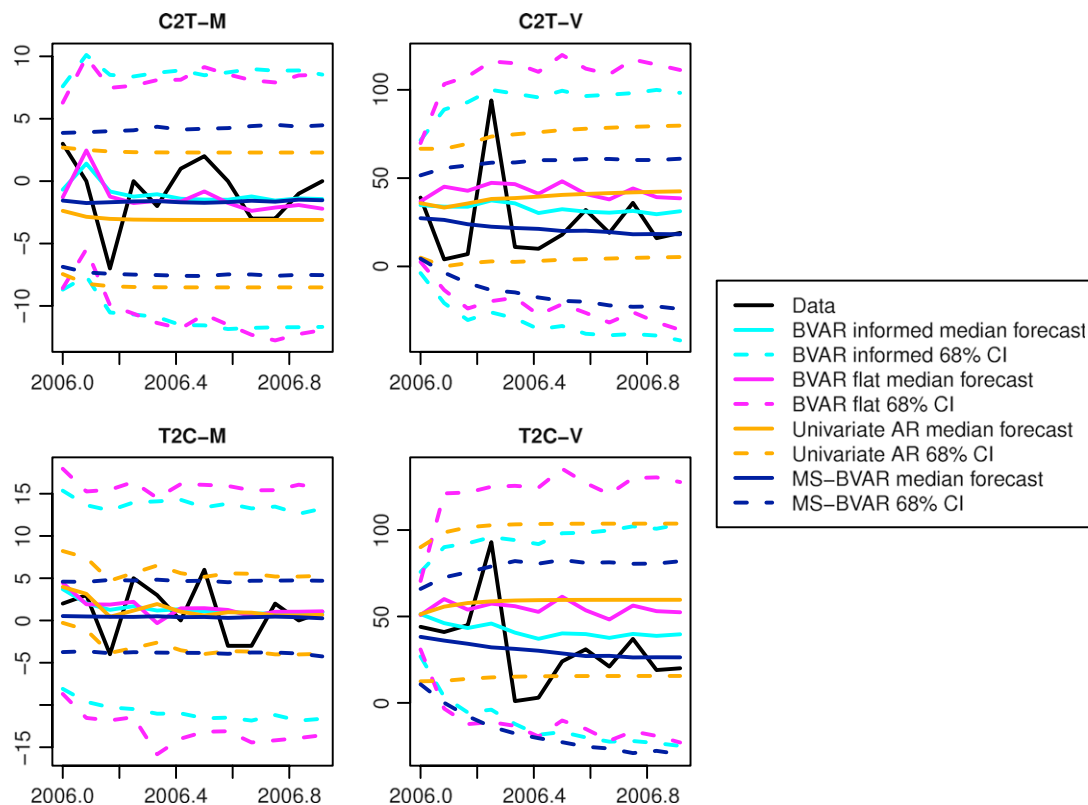 C2T−M
10
5
0
−5
−10
2006.0 2006.4 2006.8
C2T−V
100
50
0
2006.0 2006.4 2006.8
T2C−M
15
10
5
0
−5
−15
2006.0 2006.4 2006.8
T2C−V
100
50
0
2006.0 2006.4 2006.8
Data
BVAR informed median forecast
BVAR informed 68% CI
BVAR flat median forecast
BVAR flat 68% CI
Univariate AR median forecast
Univariate AR 68% CI
MS−BVAR median forecast
MS−BVAR 68% CI